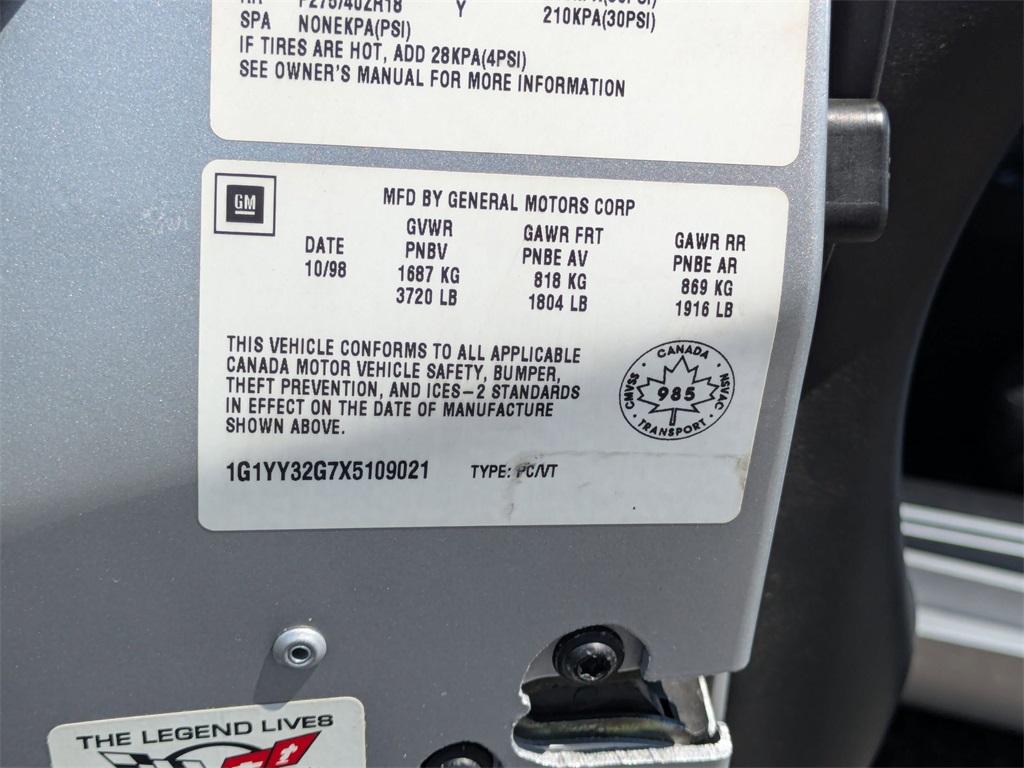 P275/40ZR18 Y 210KPA(30PSI)
SPA NONEKPA(PSI)
IF TIRES ARE HOT, ADD 28KPA(4PSI)
SEE OWNER'S MANUAL FOR MORE INFORMATION
GM
MFD BY GENERAL MOTORS CORP
DATE GVWR GAWR FRT GAWR RR
10/98 PNBV PNBE AV PNBE AR
1687 KG 818 KG 869 KG
3720 LB 1804 LB 1916 LB
THIS VEHICLE CONFORMS TO ALL APPLICABLE
CANADA MOTOR VEHICLE SAFETY, BUMPER,
THEFT PREVENTION, AND ICES-2 STANDARDS
IN EFFECT ON THE DATE OF MANUFACTURE
SHOWN ABOVE.
CANADA
CMVSS 985 NSVAC
TRANSPORT
1G1YY32G7X5109021 TYPE: PC/VT
THE LEGEND LIVES